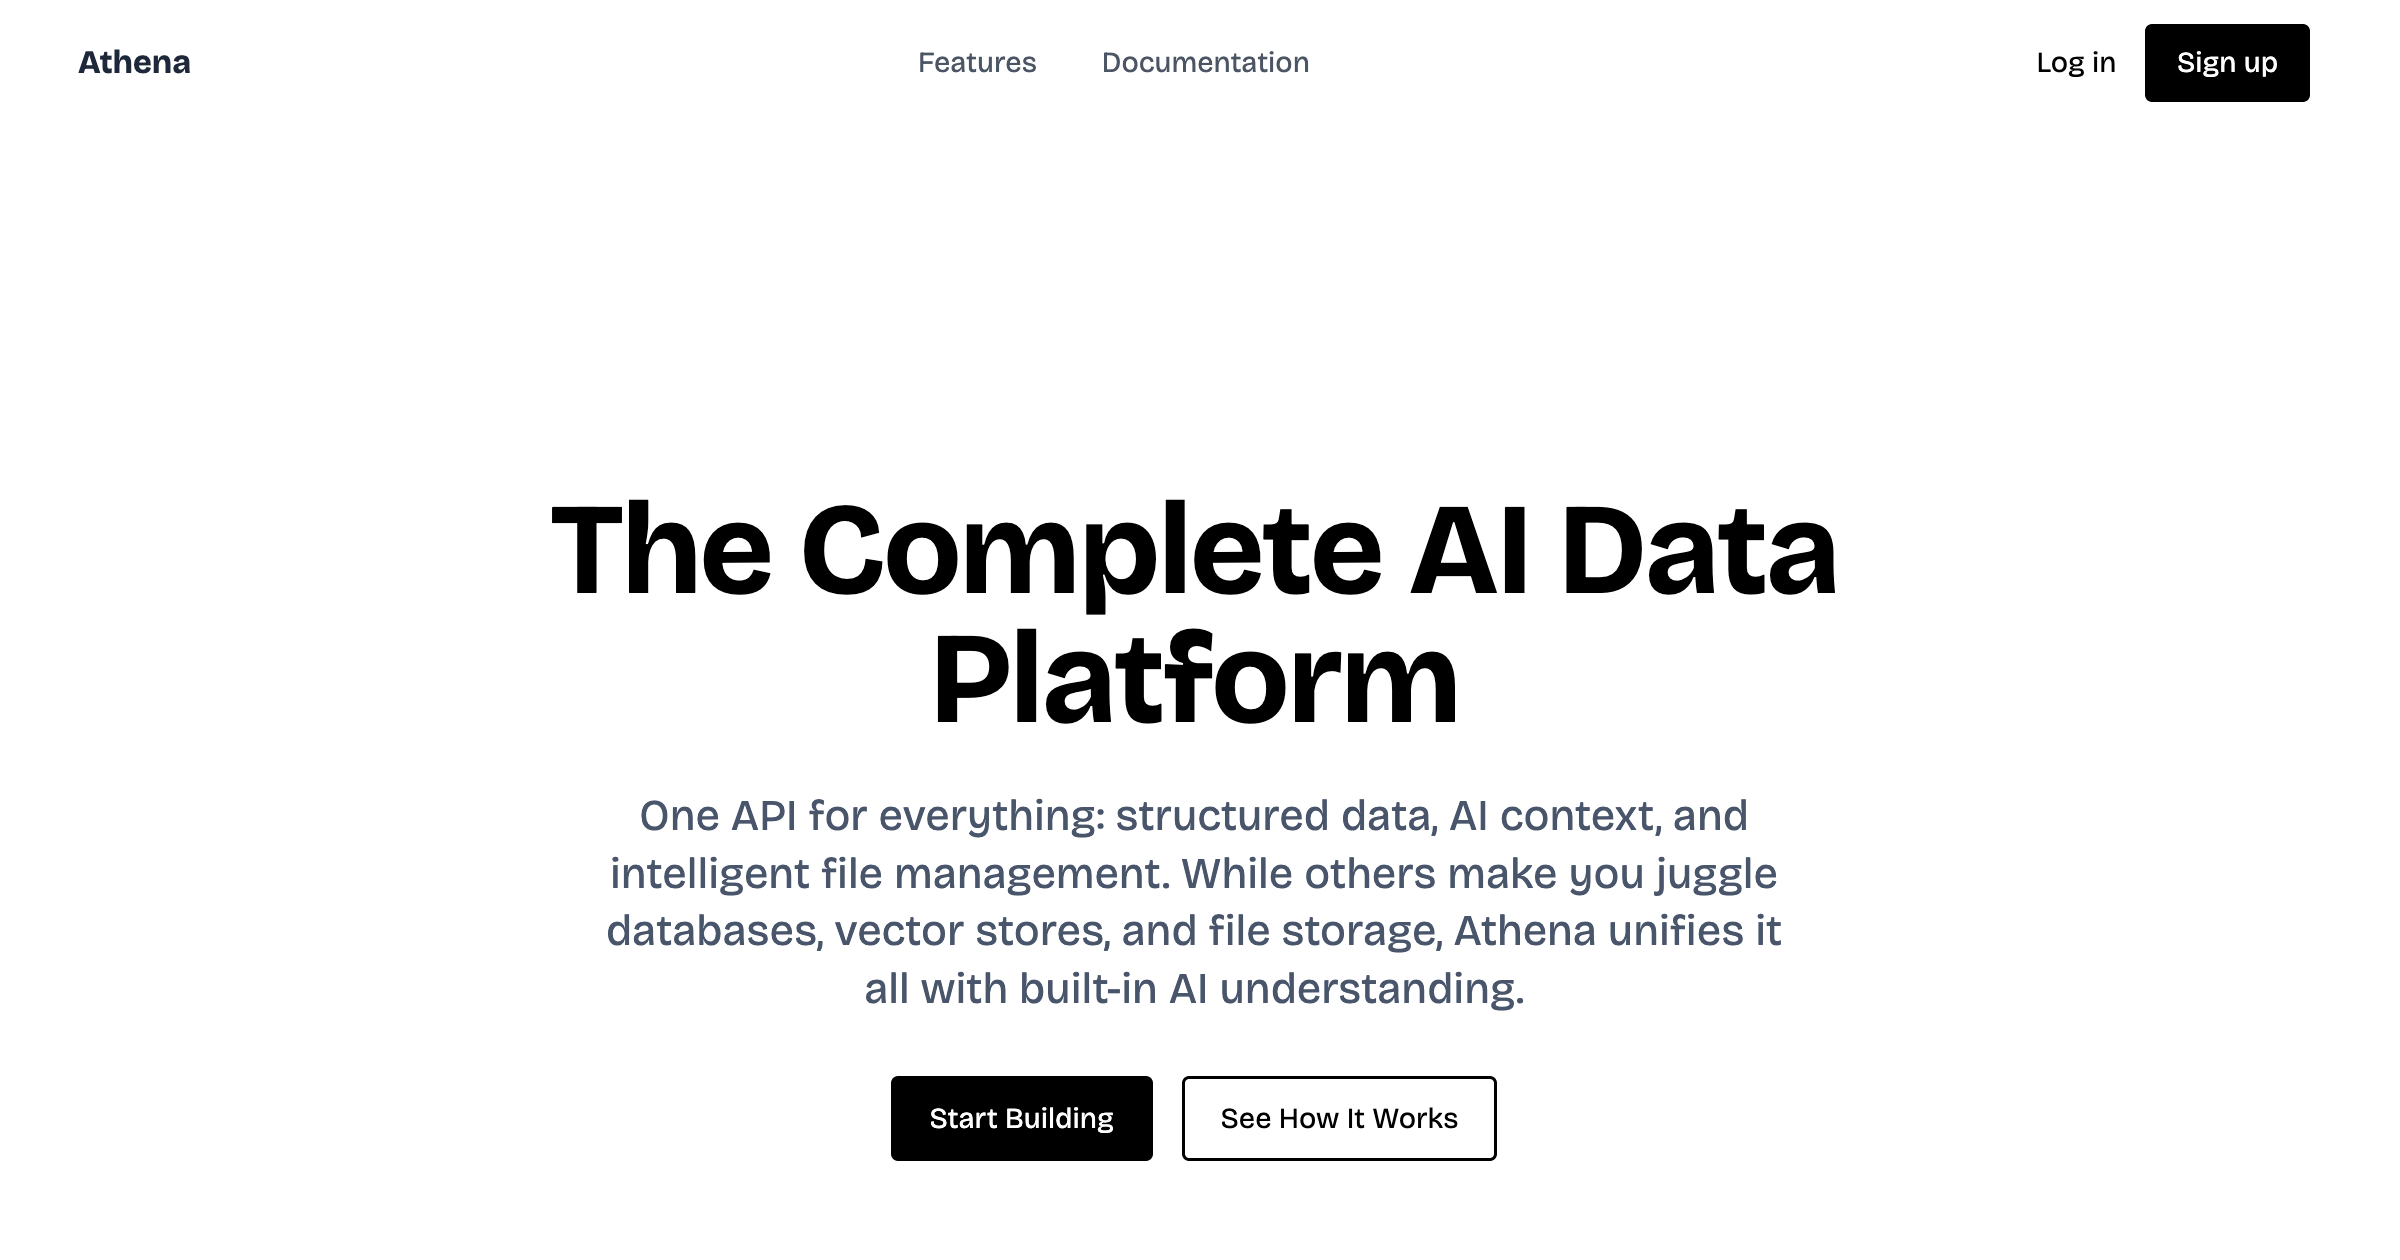 Athena
Features
Documentation
Log in
Sign up
The Complete AI Data
Platform
One API for everything: structured data, AI context, and
intelligent file management. While others make you juggle
databases, vector stores, and file storage, Athena unifies it
all with built-in AI understanding.
Start Building
See How It Works